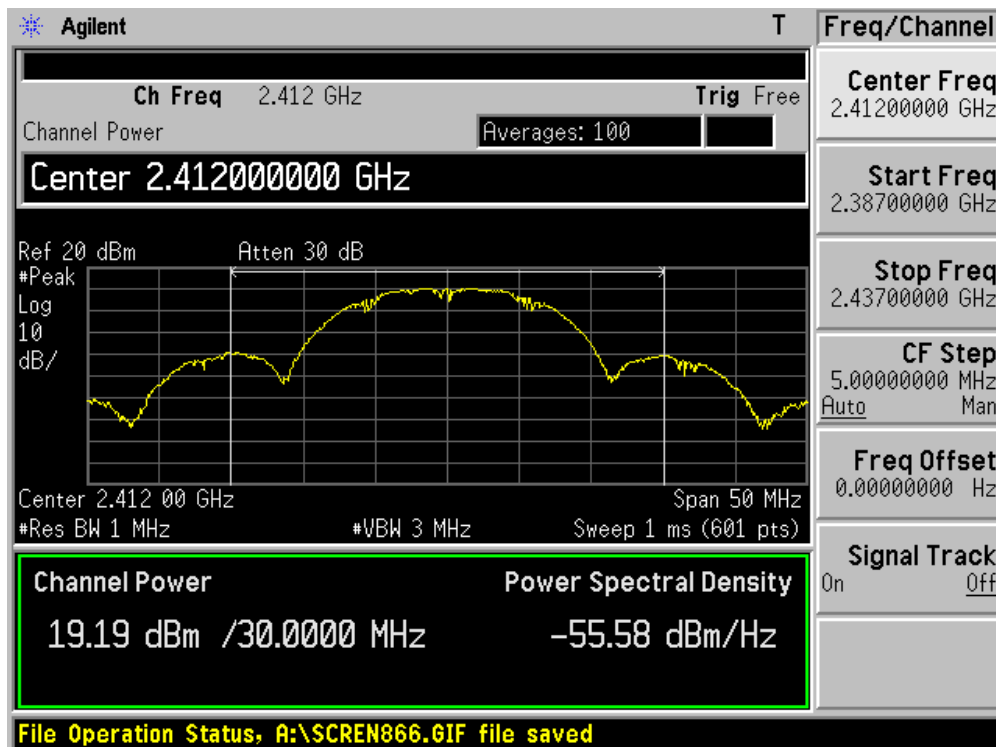 Agilent T
Ch Freq 2.412 GHz Trig Free
Channel Power Averages: 100
Center 2.412000000 GHz
Ref 20 dBm Atten 30 dB
#Peak
Log
10
dB/
Center 2.412 00 GHz Span 50 MHz
#Res BW 1 MHz #VBW 3 MHz Sweep 1 ms (601 pts)
Channel Power Power Spectral Density
19.19 dBm /30.0000 MHz -55.58 dBm/Hz
File Operation Status, A:\SCREN866.GIF file saved
Freq/Channel
Center Freq
2.41200000 GHz
Start Freq
2.38700000 GHz
Stop Freq
2.43700000 GHz
CF Step
5.00000000 MHz
Auto Man
Freq Offset
0.00000000 Hz
Signal Track
On Off